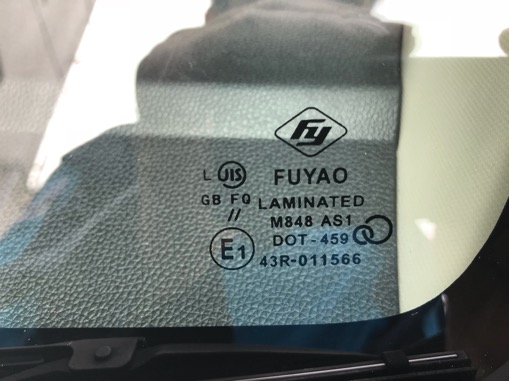 Fy
L JIS FUYAO
GB FQ LAMINATED
// M848 AS1
DOT-459
E1 43R-011566